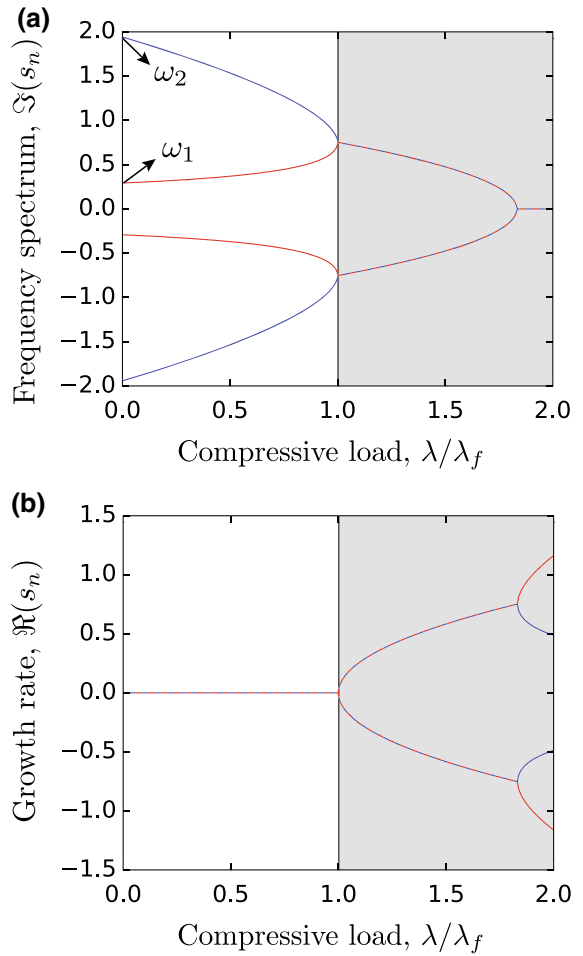 (a)
2.0
1.5
1.0
0.5
0.0
−0.5
−1.0
−1.5
−2.0
Frequency spectrum, ℑ(sₙ)
ω₂
ω₁
0.0 0.5 1.0 1.5 2.0
Compressive load, λ/λ_f
(b)
1.5
1.0
0.5
0.0
−0.5
−1.0
−1.5
Growth rate, ℜ(sₙ)
0.0 0.5 1.0 1.5 2.0
Compressive load, λ/λ_f